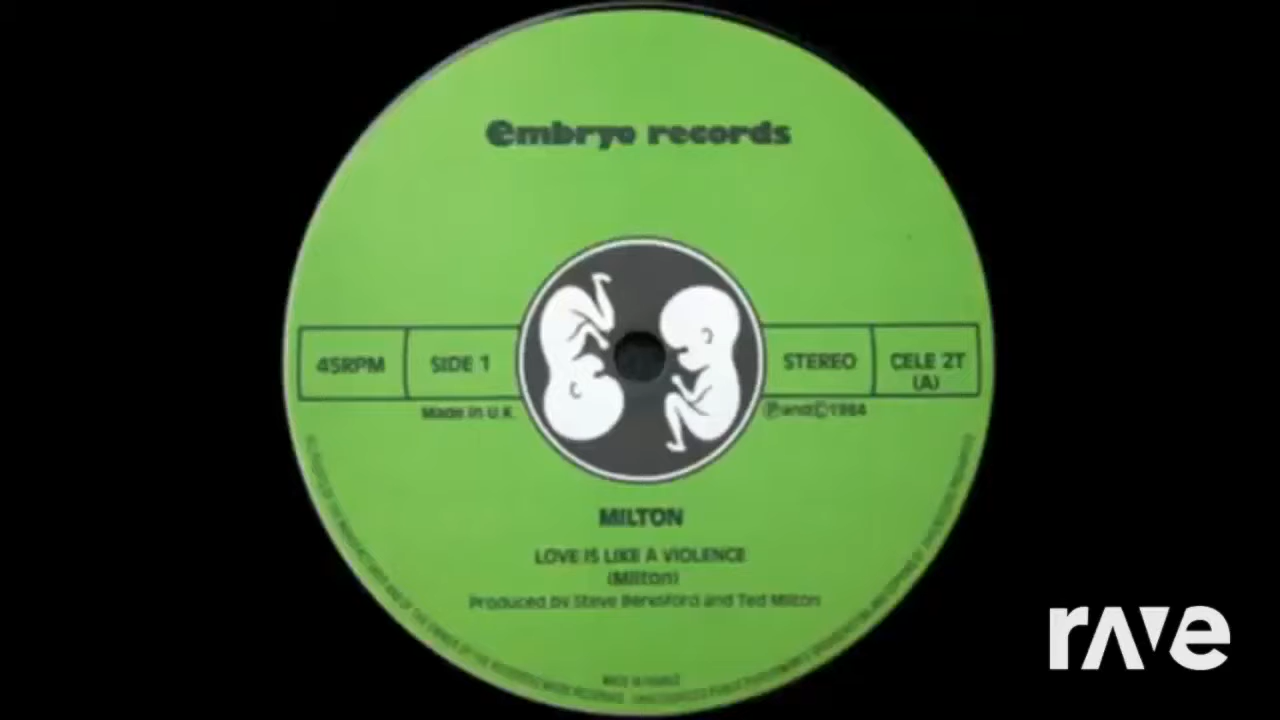 embryo records
45RPM
SIDE 1
STEREO
CELE 2T
(A)
Made in U.K
Ⓟ and Ⓒ 1984
MILTON
LOVE IS LIKE A VIOLENCE
(Milton)
Produced by Steve Beresford and Ted Milton
rave